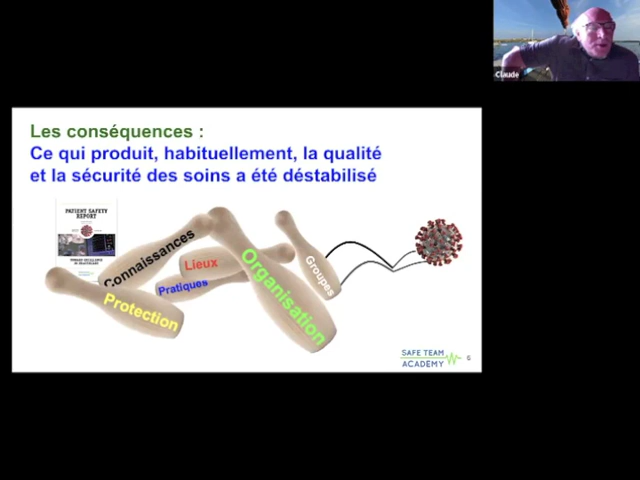 Claude
Les conséquences :
Ce qui produit, habituellement, la qualité
et la sécurité des soins a été déstabilisé
PATIENT SAFETY
REPORT
Connaissances
Lieux
Pratiques
Protection
Organisation
Groupes
SAFE TEAM
ACADEMY